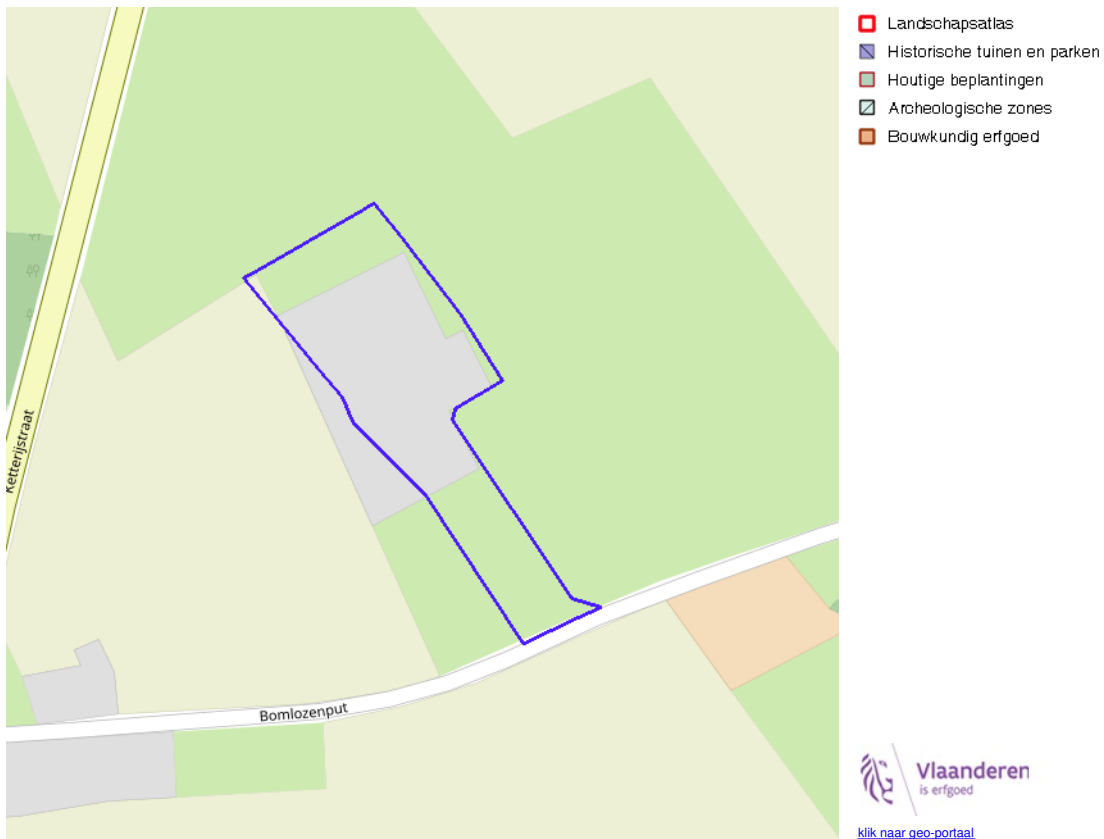 Landschapsatlas
Historische tuinen en parken
Houtige beplantingen
Archeologische zones
Bouwkundig erfgoed
Ketterijstraat
Bomlozenput
Vlaanderen
is erfgoed
klik naar geo-portaal